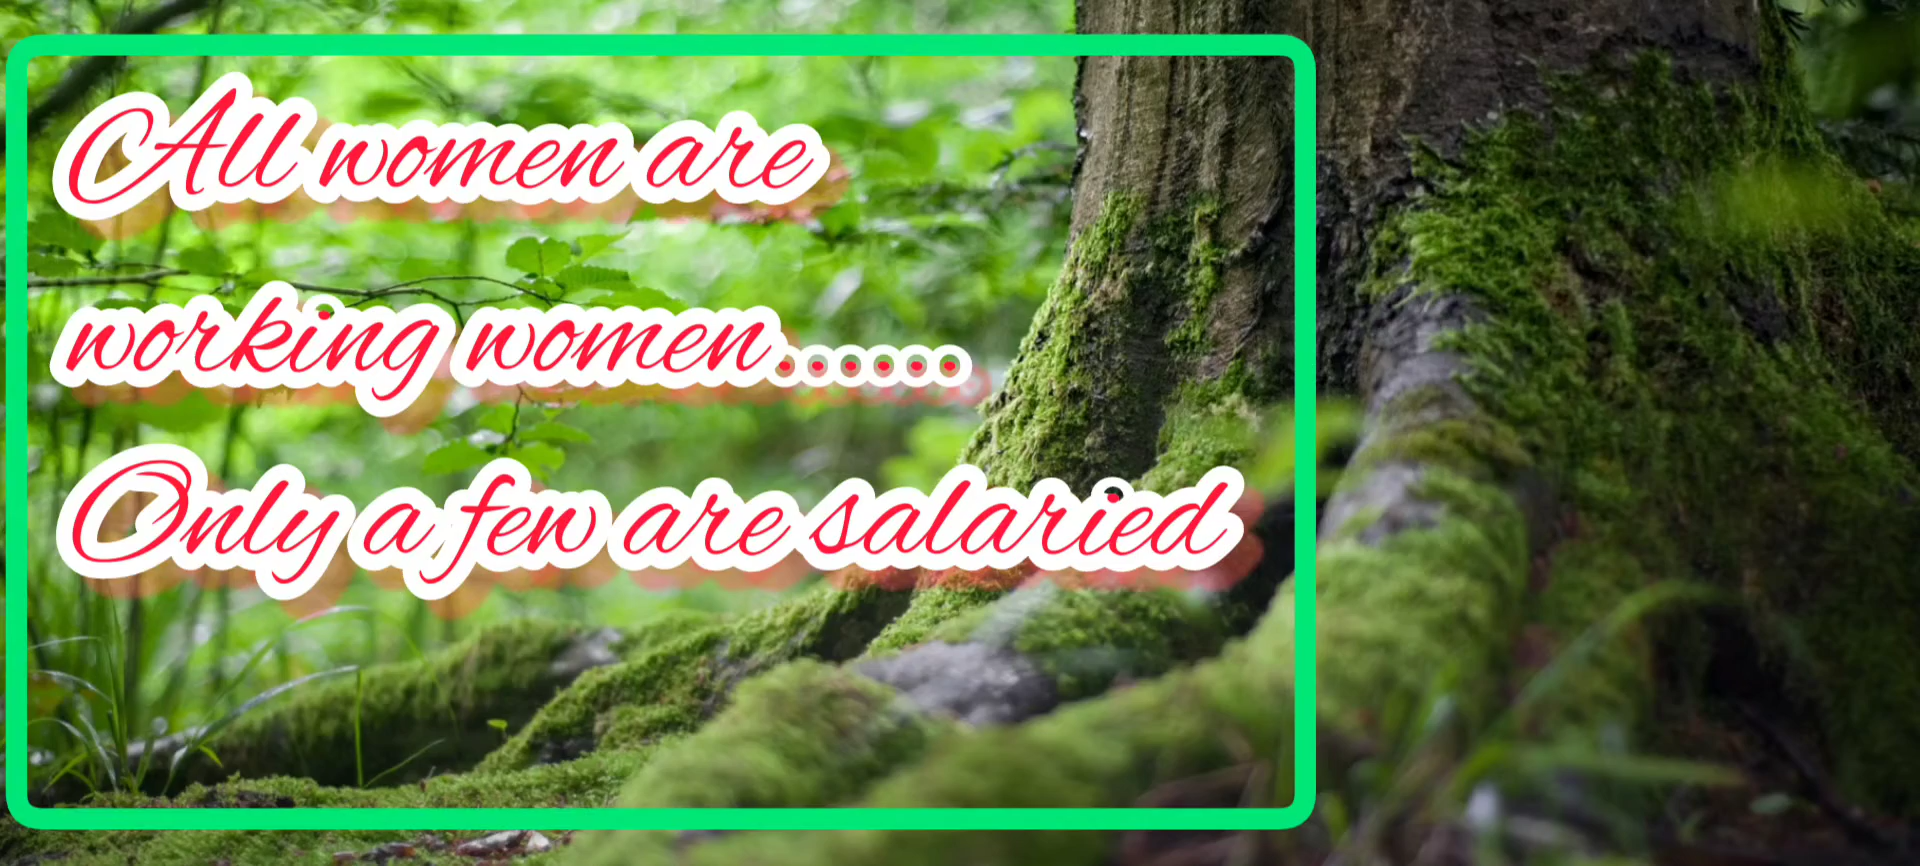 All women are
working women......
Only a few are salaried